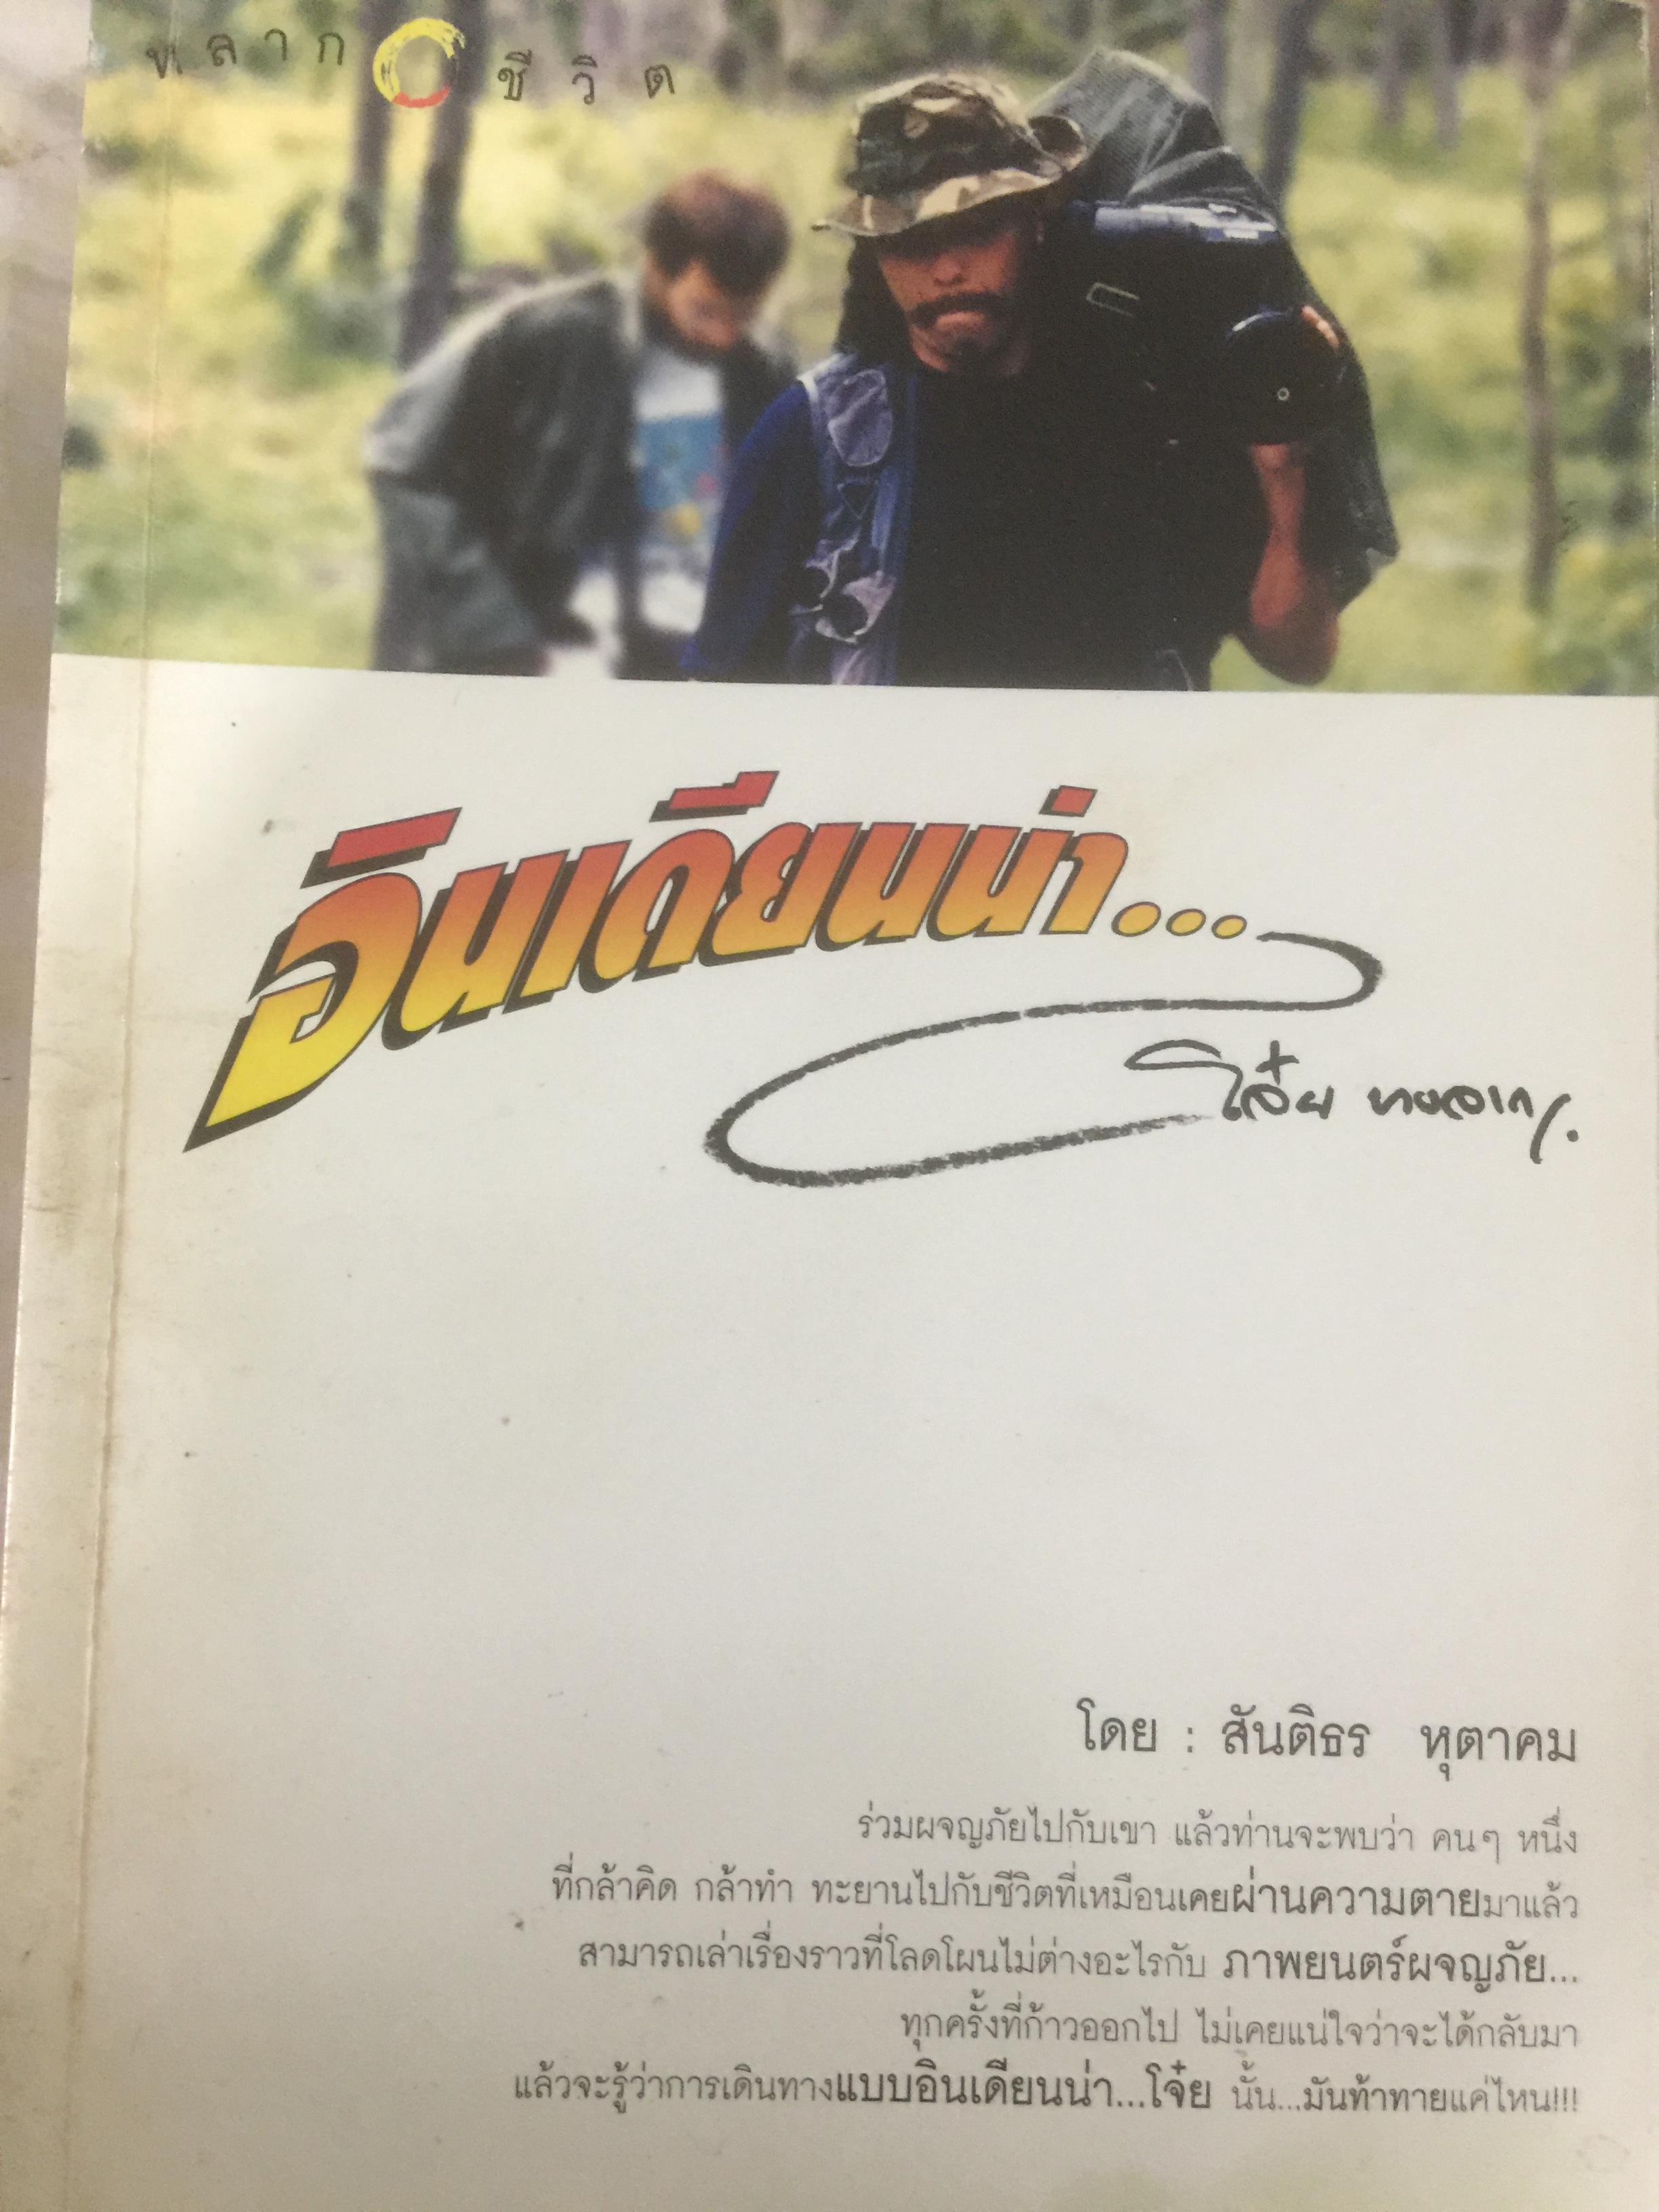 หลาก ชีวิต
อินเดียนน่า...
โจ๋ย บางจาก
โดย : สันติธร หุตาคม
ร่วมผจญภัยไปกับเขา แล้วท่านจะพบว่า คนๆ หนึ่ง
ที่กล้าคิด กล้าทำ ทะยานไปกับชีวิตที่เหมือนเคยผ่านความตายมาแล้ว
สามารถเล่าเรื่องราวที่โลดโผนไม่ต่างอะไรกับ ภาพยนตร์ผจญภัย...
ทุกครั้งที่ก้าวออกไป ไม่เคยแน่ใจว่าจะได้กลับมา
แล้วจะรู้ว่าการเดินทางแบบอินเดียนน่า...โจ๋ย นั้น...มันท้าทายแค่ไหน!!!